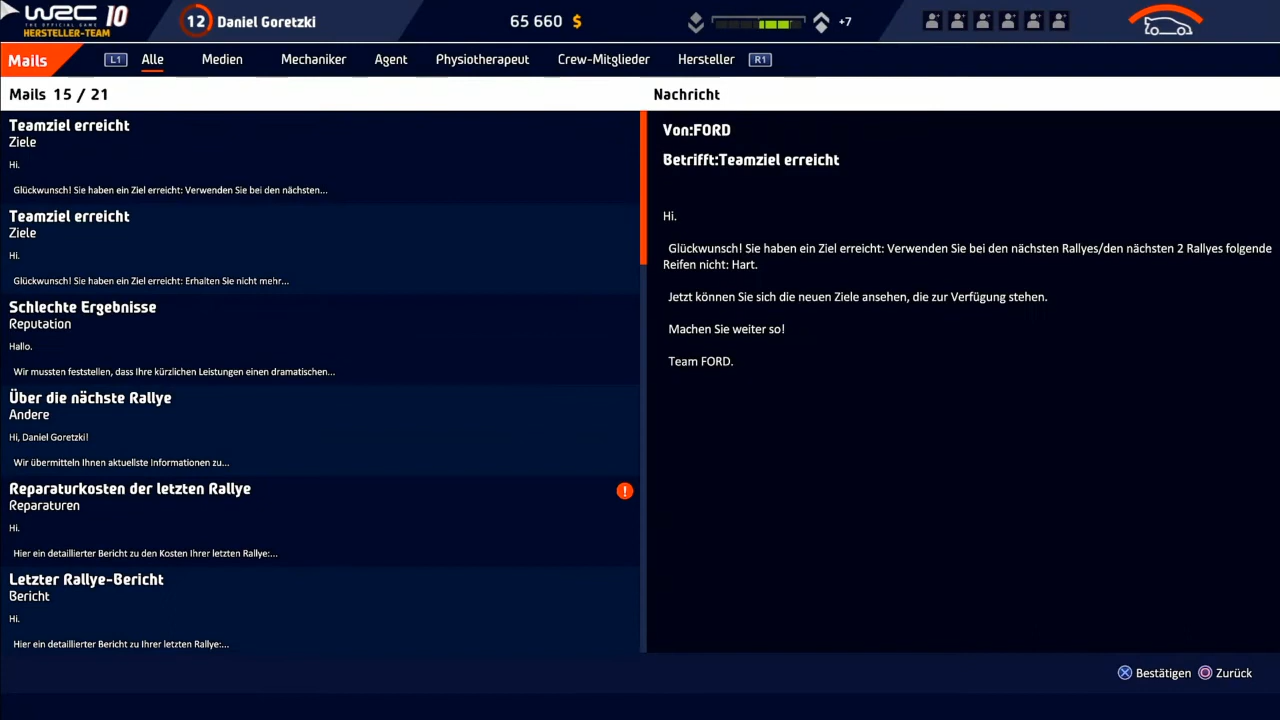 WRC 10
THE OFFICIAL GAME
HERSTELLER-TEAM
12 Daniel Goretzki
65 660 $
+7
Mails
L1 Alle Medien Mechaniker Agent Physiotherapeut Crew-Mitglieder Hersteller R1
Mails 15 / 21
Teamziel erreicht
Ziele
Hi.
Glückwunsch! Sie haben ein Ziel erreicht: Verwenden Sie bei den nächsten...
Teamziel erreicht
Ziele
Hi.
Glückwunsch! Sie haben ein Ziel erreicht: Erhalten Sie nicht mehr...
Schlechte Ergebnisse
Reputation
Hallo.
Wir mussten feststellen, dass Ihre kürzlichen Leistungen einen dramatischen...
Über die nächste Rallye
Andere
Hi, Daniel Goretzki!
Wir übermitteln Ihnen aktuellste Informationen zu...
Reparaturkosten der letzten Rallye
!
Reparaturen
Hi.
Hier ein detaillierter Bericht zu den Kosten Ihrer letzten Rallye:...
Letzter Rallye-Bericht
Bericht
Hi.
Hier ein detaillierter Bericht zu Ihrer letzten Rallye:...
Nachricht
Von:FORD
Betrifft:Teamziel erreicht
Hi.
Glückwunsch! Sie haben ein Ziel erreicht: Verwenden Sie bei den nächsten Rallyes/den nächsten 2 Rallyes folgende
Reifen nicht: Hart.
Jetzt können Sie sich die neuen Ziele ansehen, die zur Verfügung stehen.
Machen Sie weiter so!
Team FORD.
Bestätigen Zurück